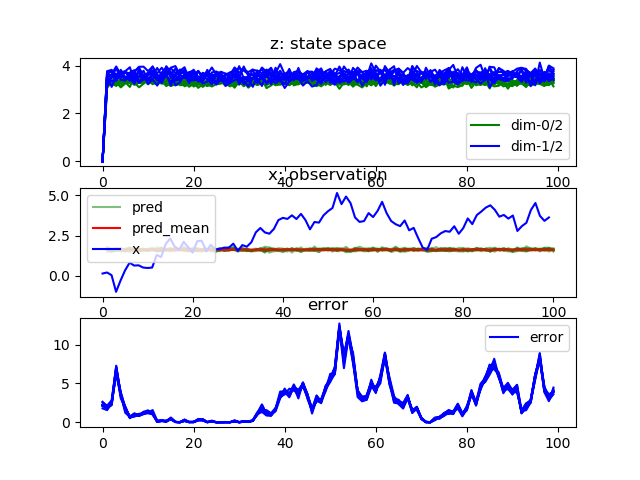 z: state space
4
2
0
dim-0/2
dim-1/2
0 20 40 60 80 100
x: observation
5.0
2.5
0.0
pred
pred_mean
x
0 20 40 60 80 100
error
10
5
0
error
0 20 40 60 80 100